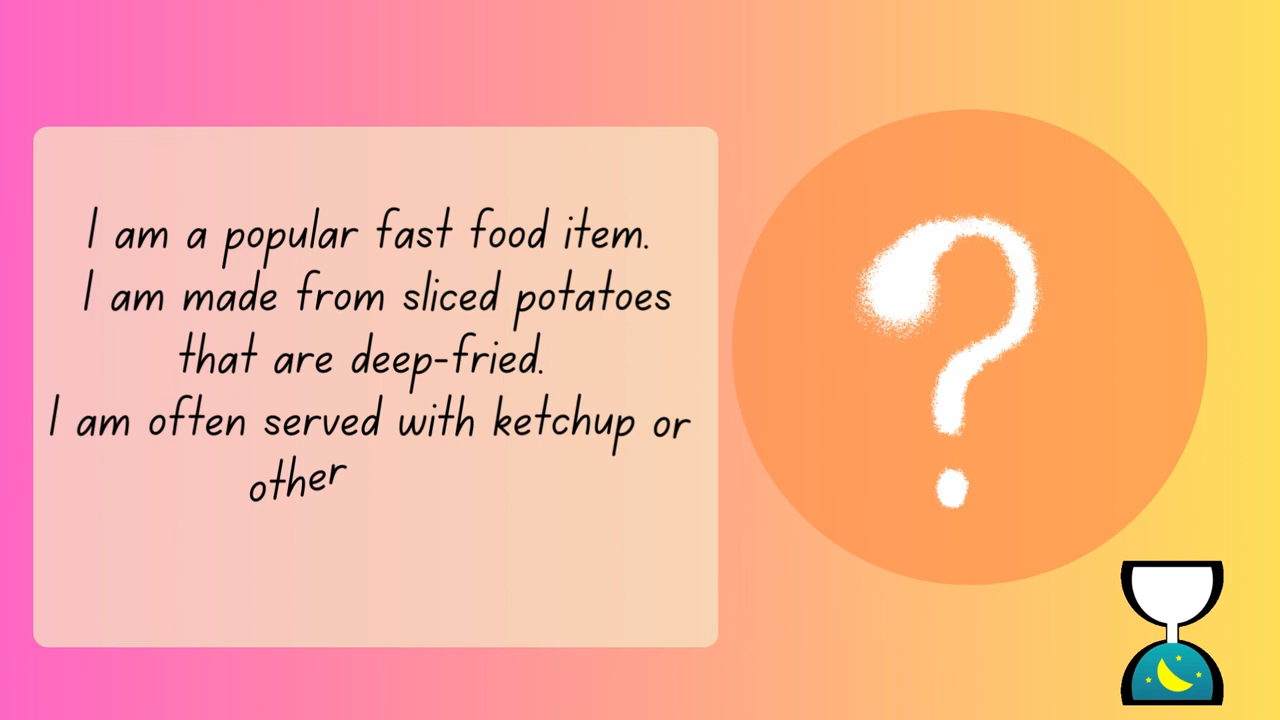 I am a popular fast food item.
I am made from sliced potatoes
that are deep-fried.
I am often served with ketchup or
other